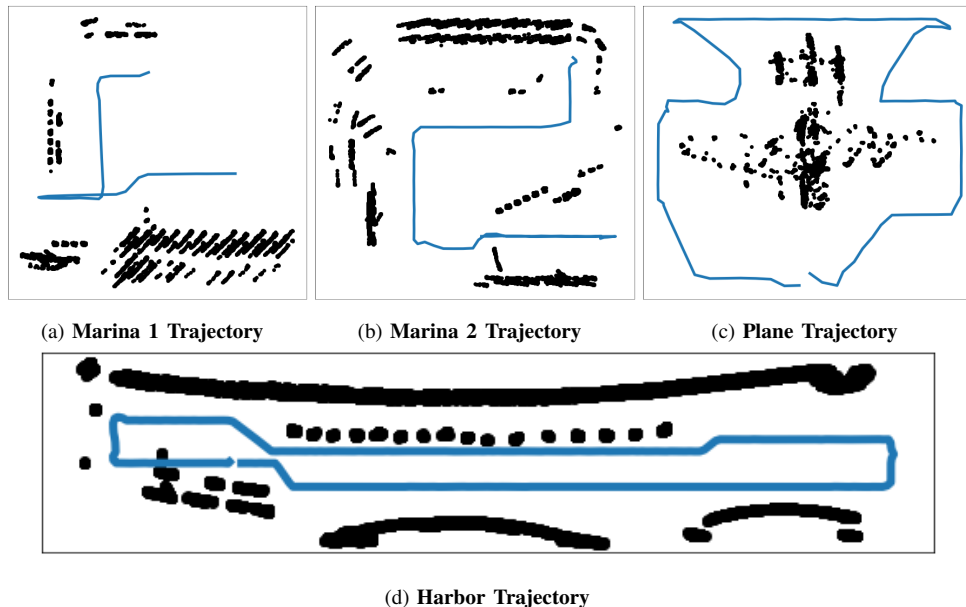 (a) Marina 1 Trajectory
(b) Marina 2 Trajectory
(c) Plane Trajectory
(d) Harbor Trajectory